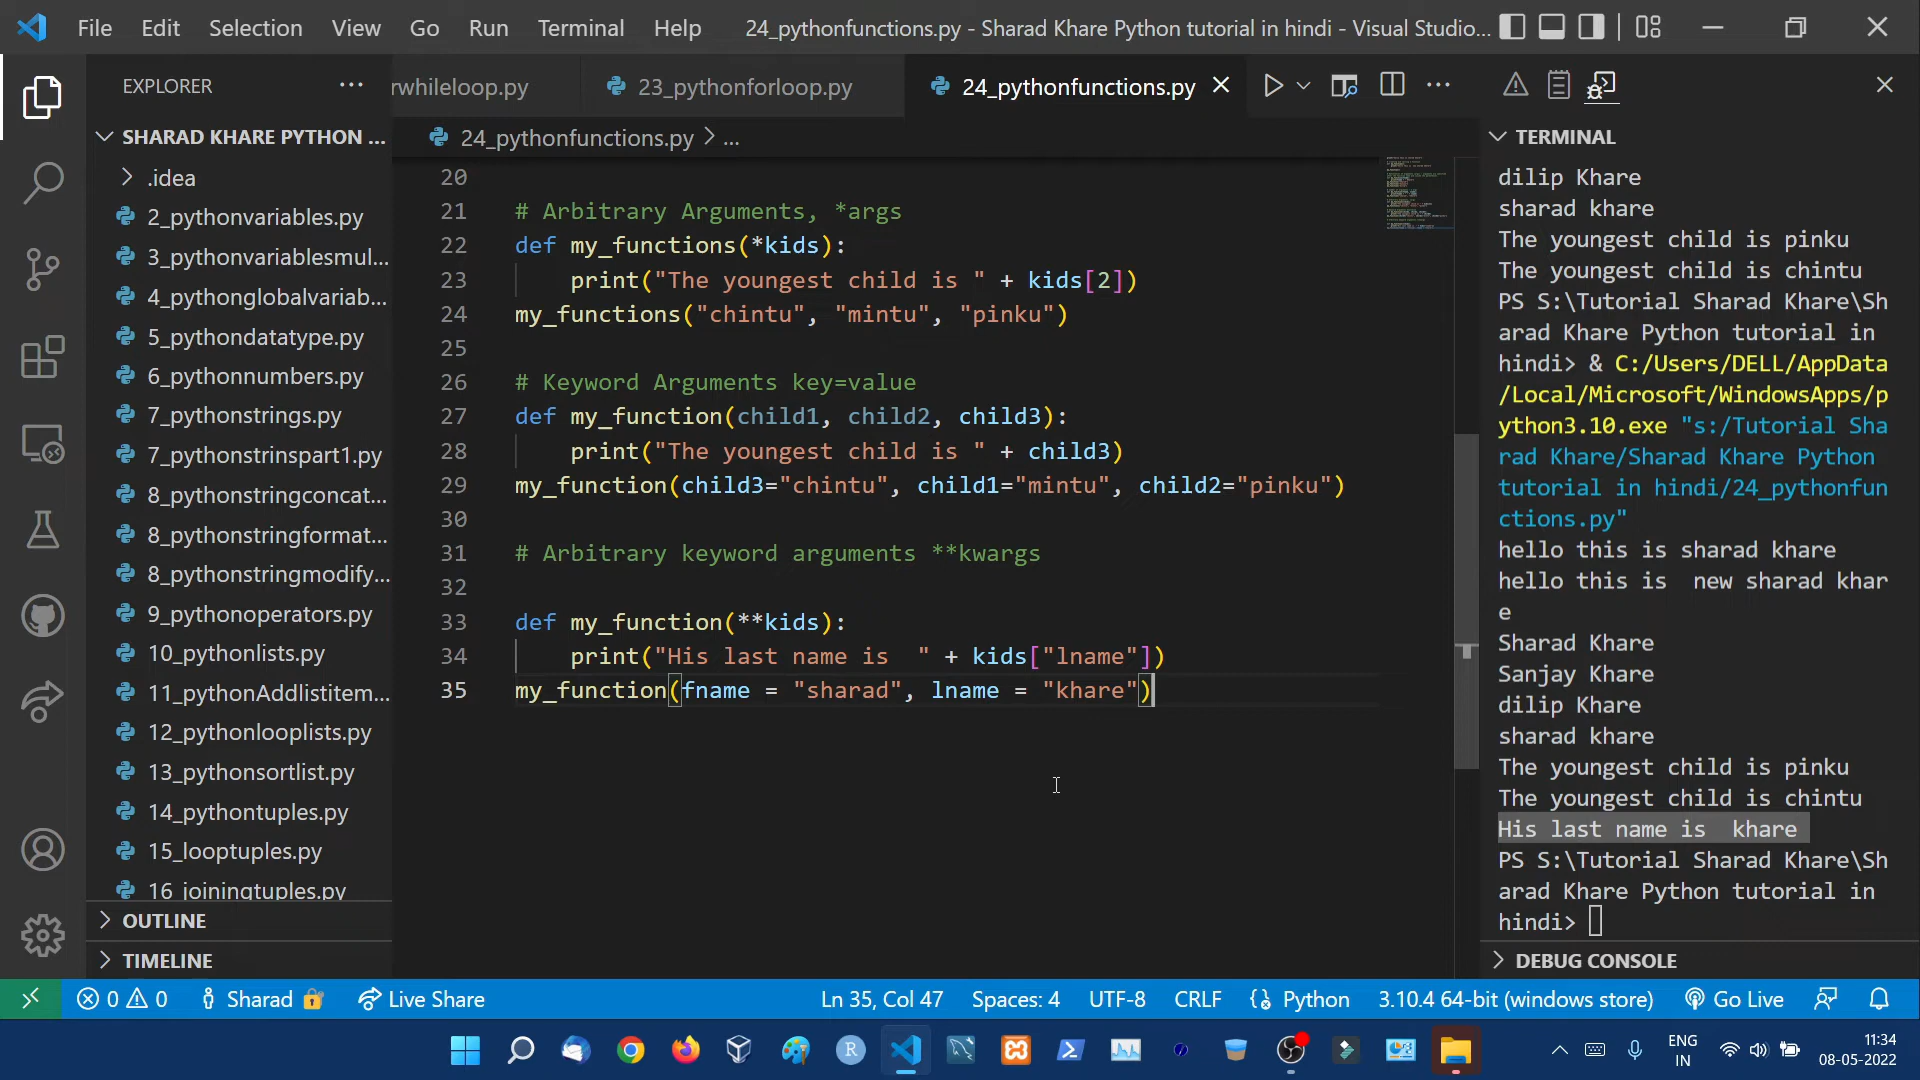 File Edit Selection View Go Run Terminal Help 24_pythonfunctions.py - Sharad Khare Python tutorial in hindi - Visual Studio...
EXPLORER
SHARAD KHARE PYTHON ...
.idea
2_pythonvariables.py
3_pythonvariablesmul...
4_pythonglobalvariab...
5_pythondatatype.py
6_pythonnumbers.py
7_pythonstrings.py
7_pythonstrinspart1.py
8_pythonstringconcat...
8_pythonstringformat...
8_pythonstringmodify...
9_pythonoperators.py
10_pythonlists.py
11_pythonAddlistitem...
12_pythonlooplists.py
13_pythonsortlist.py
14_pythontuples.py
15_looptuples.py
16_joiningtuples.py
OUTLINE
TIMELINE
rwhileloop.py 23_pythonforloop.py 24_pythonfunctions.py
24_pythonfunctions.py > ...
20
21 # Arbitrary Arguments, *args
22 def my_functions(*kids):
23 print("The youngest child is " + kids[2])
24 my_functions("chintu", "mintu", "pinku")
25
26 # Keyword Arguments key=value
27 def my_function(child1, child2, child3):
28 print("The youngest child is " + child3)
29 my_function(child3="chintu", child1="mintu", child2="pinku")
30
31 # Arbitrary keyword arguments **kwargs
32
33 def my_function(**kids):
34 print("His last name is  " + kids["lname"])
35 my_function(fname = "sharad", lname = "khare")
TERMINAL
dilip Khare
sharad khare
The youngest child is pinku
The youngest child is chintu
PS S:\Tutorial Sharad Khare\Sh
arad Khare Python tutorial in
hindi> & C:/Users/DELL/AppData
/Local/Microsoft/WindowsApps/p
ython3.10.exe "s:/Tutorial Sha
rad Khare/Sharad Khare Python
tutorial in hindi/24_pythonfun
ctions.py"
hello this is sharad khare
hello this is  new sharad khar
e
Sharad Khare
Sanjay Khare
dilip Khare
sharad khare
The youngest child is pinku
The youngest child is chintu
His last name is  khare
PS S:\Tutorial Sharad Khare\Sh
arad Khare Python tutorial in
hindi>
DEBUG CONSOLE
0 0 Sharad Live Share Ln 35, Col 47 Spaces: 4 UTF-8 CRLF Python 3.10.4 64-bit (windows store) Go Live
R
ENG
IN
11:34
08-05-2022